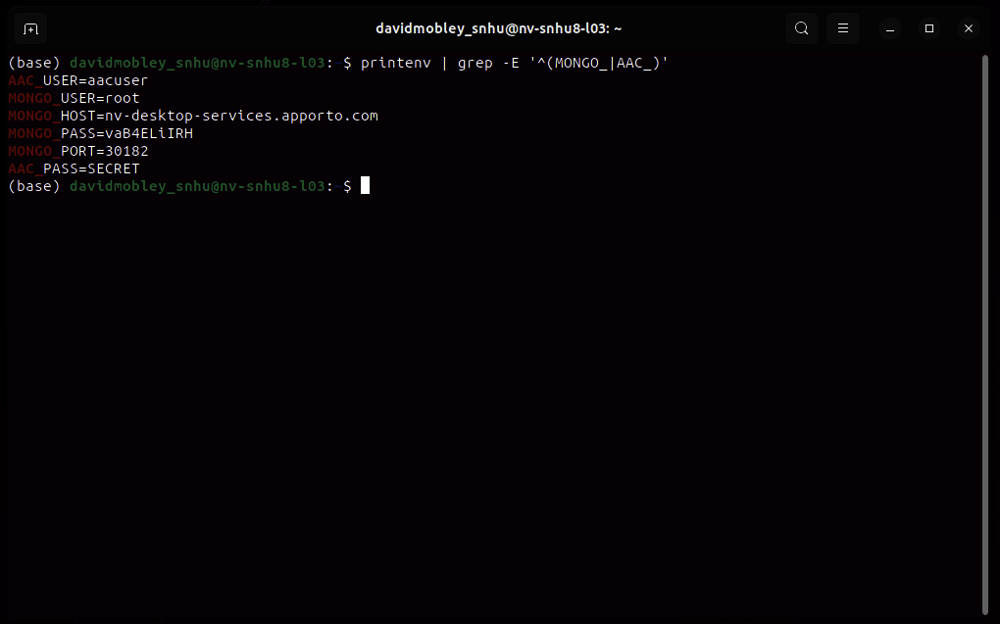 davidmobley_snhu@nv-snhu8-l03: ~
(base) davidmobley_snhu@nv-snhu8-l03:~$ printenv | grep -E '^(MONGO_|AAC_)'
AAC_USER=aacuser
MONGO_USER=root
MONGO_HOST=nv-desktop-services.apporto.com
MONGO_PASS=vaB4ELiIRH
MONGO_PORT=30182
AAC_PASS=SECRET
(base) davidmobley_snhu@nv-snhu8-l03:~$